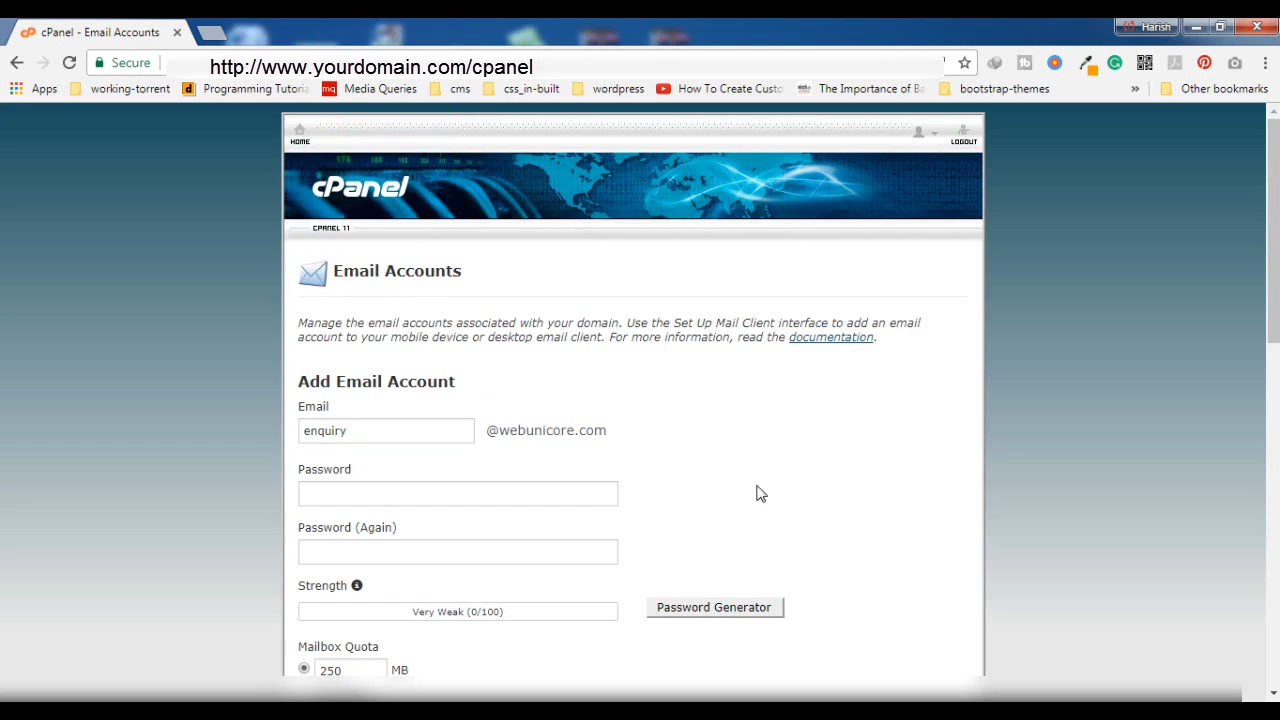 cPanel - Email Accounts
Harish
Secure
http://www.yourdomain.com/cpanel
Apps working-torrent Programming Tutoria Media Queries cms css_in-built wordpress How To Create Custo The Importance of Ba bootstrap-themes » Other bookmarks
HOME
LOGOUT
cPanel
CPANEL 11
Email Accounts
Manage the email accounts associated with your domain. Use the Set Up Mail Client interface to add an email
account to your mobile device or desktop email client. For more information, read the documentation.
Add Email Account
Email
enquiry @webunicore.com
Password
Password (Again)
Strength
Very Weak (0/100)
Password Generator
Mailbox Quota
250 MB